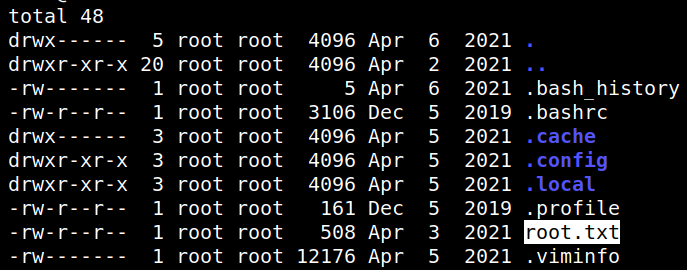 total 48
drwx------  5 root root  4096 Apr  6  2021 .
drwxr-xr-x 20 root root  4096 Apr  2  2021 ..
-rw-------  1 root root     5 Apr  6  2021 .bash_history
-rw-r--r--  1 root root  3106 Dec  5  2019 .bashrc
drwx------  3 root root  4096 Apr  5  2021 .cache
drwxr-xr-x  3 root root  4096 Apr  5  2021 .config
drwxr-xr-x  3 root root  4096 Apr  5  2021 .local
-rw-r--r--  1 root root   161 Dec  5  2019 .profile
-rw-r--r--  1 root root   508 Apr  3  2021 root.txt
-rw-------  1 root root 12176 Apr  5  2021 .viminfo